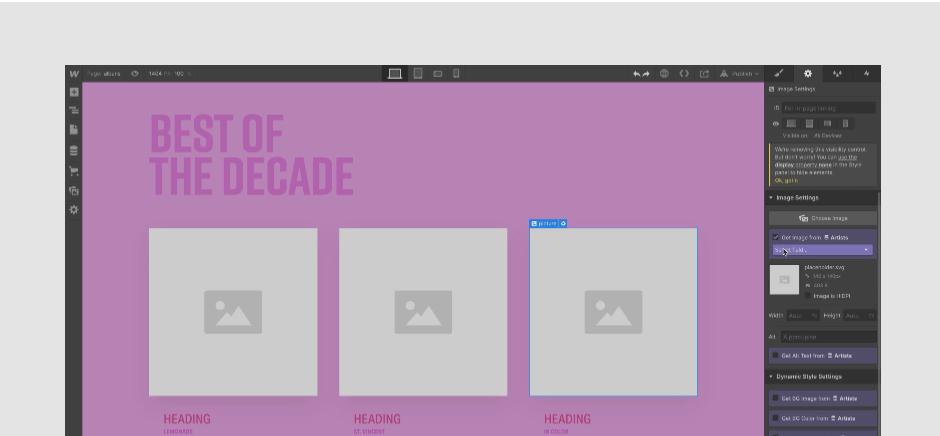 Page: albums 1404 PX 100 %
Publish
Image Settings
ID For in-page linking
Visible on: All Devices
We're removing this visibility control.
But don't worry! You can use the
display property none in the Style
panel to hide elements.
Ok, got it
Image Settings
Choose Image
Get Image from Artists
Select field...
placeholder.svg
Image is HiDPI
Width Auto Height Auto
Alt
Get Alt Text from Artists
Dynamic Style Settings
Get BG Image from Artists
Get BG Color from Artists
BEST OF
THE DECADE
picture
HEADING
LEMONADE
HEADING
ST. VINCENT
HEADING
IN COLOR